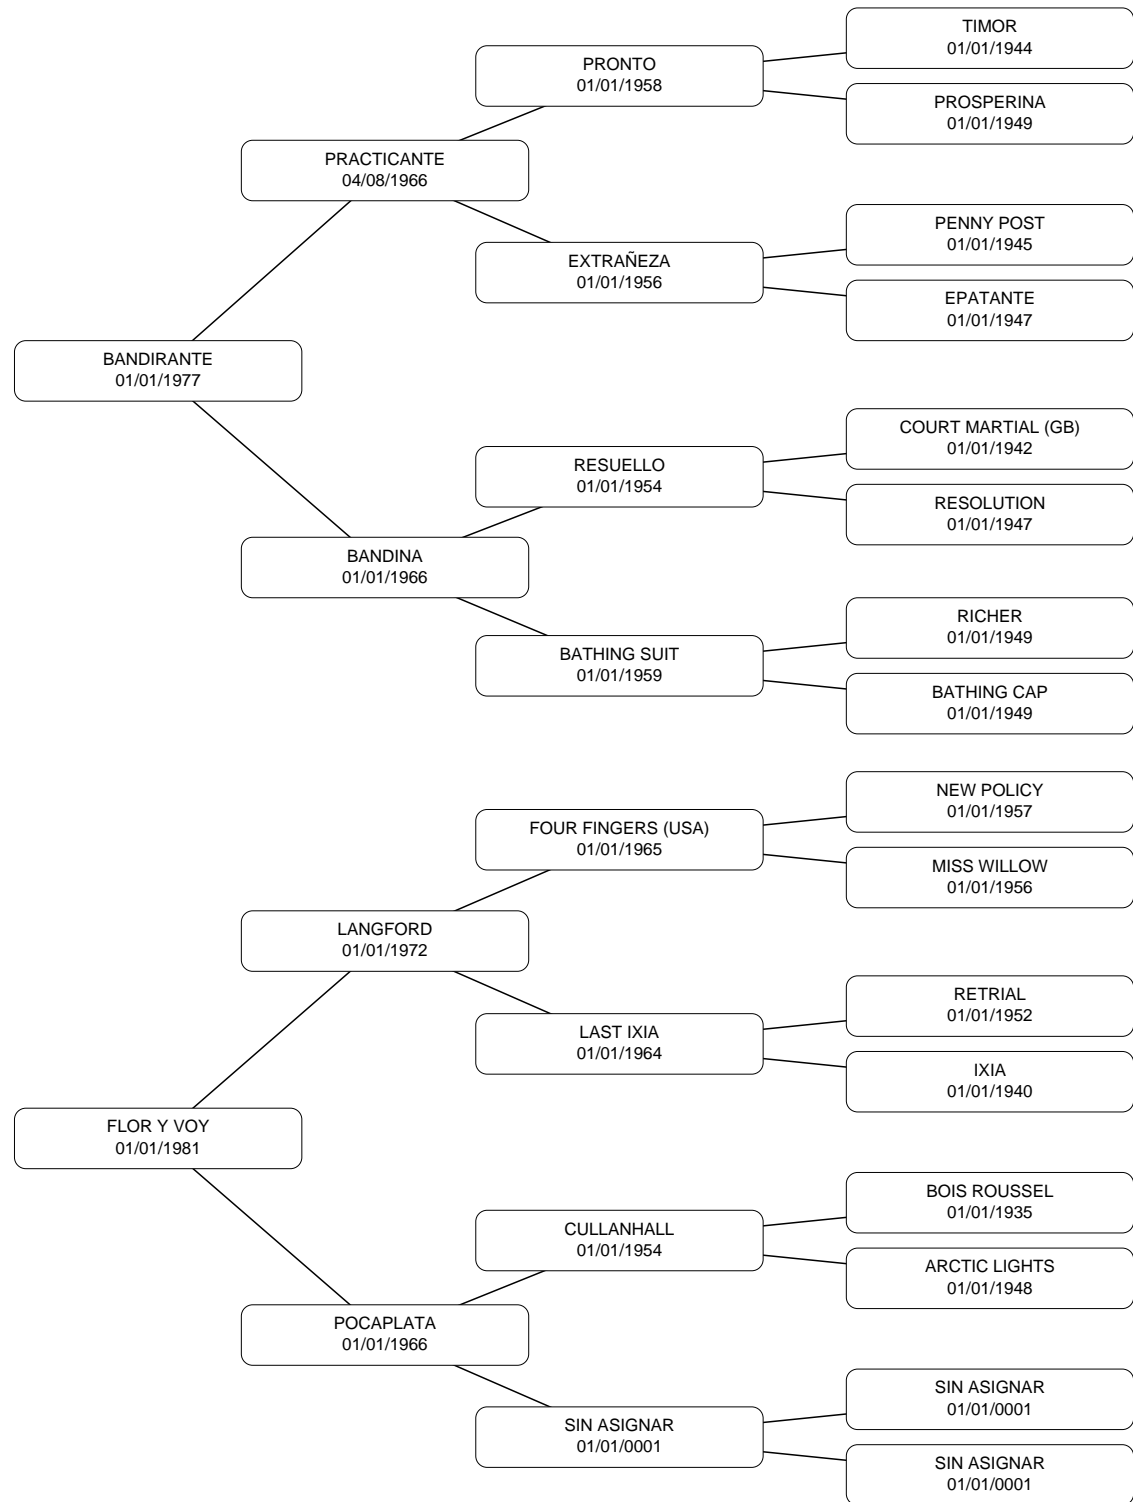 TIMOR
01/01/1944
PRONTO
01/01/1958
PROSPERINA
01/01/1949
PRACTICANTE
04/08/1966
PENNY POST
01/01/1945
EXTRAÑEZA
01/01/1956
EPATANTE
01/01/1947
BANDIRANTE
01/01/1977
COURT MARTIAL (GB)
01/01/1942
RESUELLO
01/01/1954
RESOLUTION
01/01/1947
BANDINA
01/01/1966
RICHER
01/01/1949
BATHING SUIT
01/01/1959
BATHING CAP
01/01/1949
NEW POLICY
01/01/1957
FOUR FINGERS (USA)
01/01/1965
MISS WILLOW
01/01/1956
LANGFORD
01/01/1972
RETRIAL
01/01/1952
LAST IXIA
01/01/1964
IXIA
01/01/1940
FLOR Y VOY
01/01/1981
BOIS ROUSSEL
01/01/1935
CULLANHALL
01/01/1954
ARCTIC LIGHTS
01/01/1948
POCAPLATA
01/01/1966
SIN ASIGNAR
01/01/0001
SIN ASIGNAR
01/01/0001
SIN ASIGNAR
01/01/0001